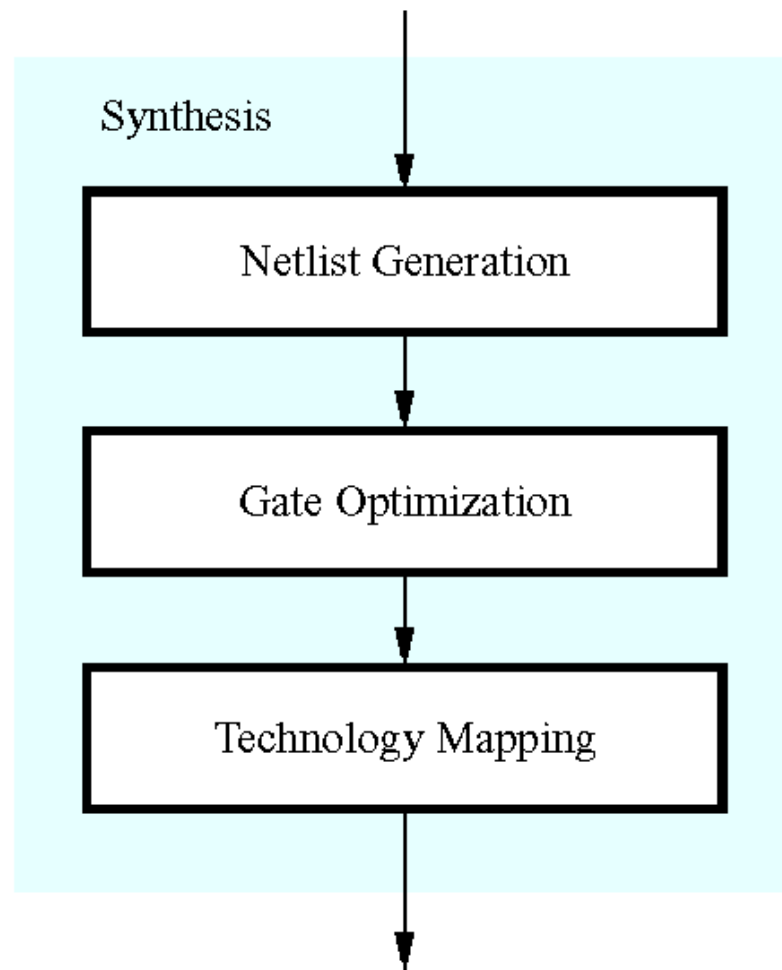 Synthesis
Netlist Generation
Gate Optimization
Technology Mapping